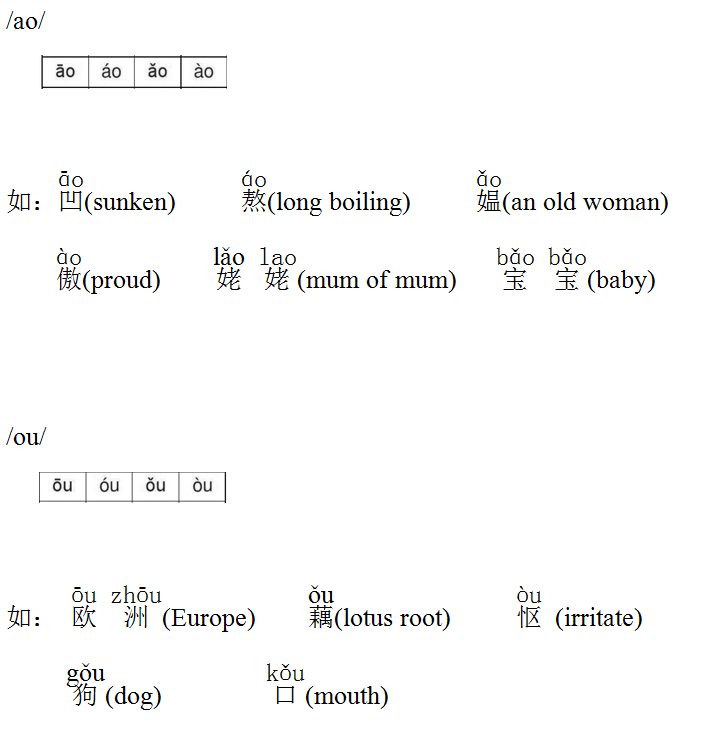 /ao/
āo áo ǎo ào
āo áo ǎo
如：凹(sunken) 熬(long boiling) 媪(an old woman)
ào lǎo lao bǎo bǎo
傲(proud) 姥 姥 (mum of mum) 宝 宝 (baby)
/ou/
ōu óu ǒu òu
ōu zhōu ǒu òu
如： 欧 洲 (Europe) 藕(lotus root) 怄 (irritate)
gǒu kǒu
狗 (dog) 口 (mouth)